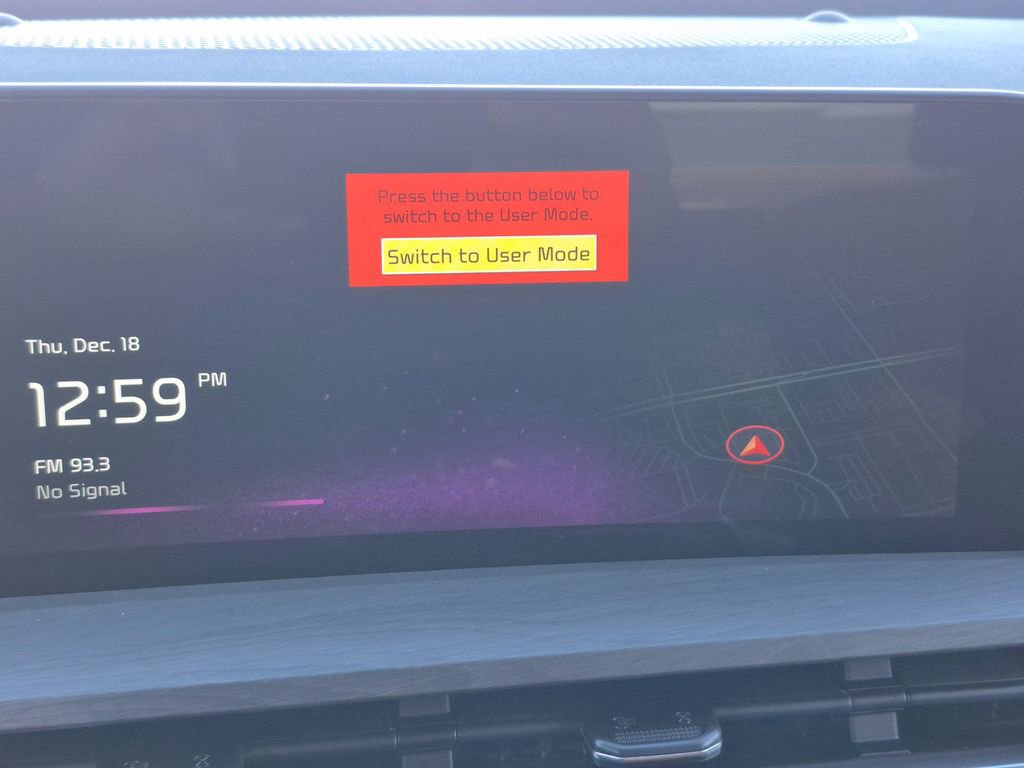 Press the button below to
switch to the User Mode.
Switch to User Mode
Thu, Dec. 18
12:59 PM
FM 93.3
No Signal